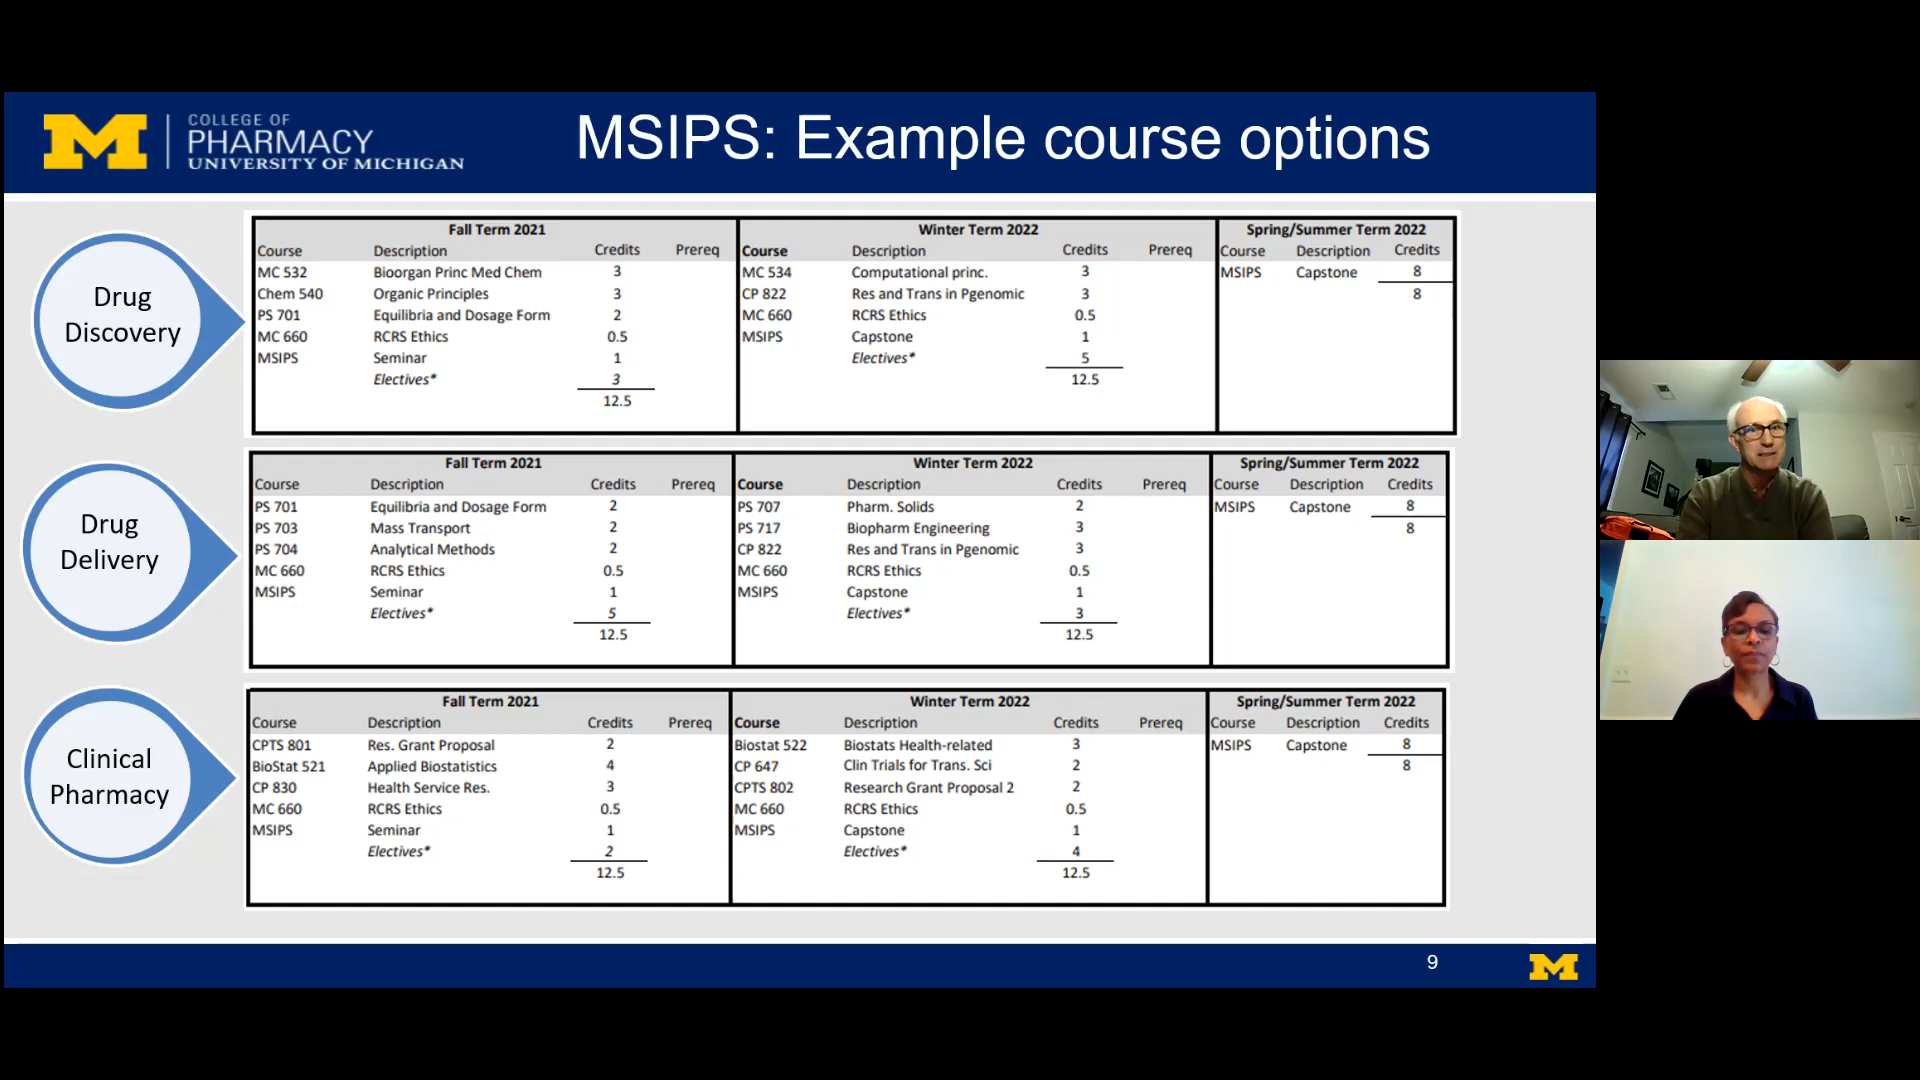 M COLLEGE OF
PHARMACY
UNIVERSITY OF MICHIGAN
MSIPS: Example course options
Drug
Discovery
Fall Term 2021
Course Description Credits Prereq
MC 532 Bioorgan Princ Med Chem 3
Chem 540 Organic Principles 3
PS 701 Equilibria and Dosage Form 2
MC 660 RCRS Ethics 0.5
MSIPS Seminar 1
Electives* 3
12.5
Winter Term 2022
Course Description Credits Prereq
MC 534 Computational princ. 3
CP 822 Res and Trans in Pgenomic 3
MC 660 RCRS Ethics 0.5
MSIPS Capstone 1
Electives* 5
12.5
Spring/Summer Term 2022
Course Description Credits
MSIPS Capstone 8
8
Drug
Delivery
Fall Term 2021
Course Description Credits Prereq
PS 701 Equilibria and Dosage Form 2
PS 703 Mass Transport 2
PS 704 Analytical Methods 2
MC 660 RCRS Ethics 0.5
MSIPS Seminar 1
Electives* 5
12.5
Winter Term 2022
Course Description Credits Prereq
PS 707 Pharm. Solids 2
PS 717 Biopharm Engineering 3
CP 822 Res and Trans in Pgenomic 3
MC 660 RCRS Ethics 0.5
MSIPS Capstone 1
Electives* 3
12.5
Spring/Summer Term 2022
Course Description Credits
MSIPS Capstone 8
8
Clinical
Pharmacy
Fall Term 2021
Course Description Credits Prereq
CPTS 801 Res. Grant Proposal 2
BioStat 521 Applied Biostatistics 4
CP 830 Health Service Res. 3
MC 660 RCRS Ethics 0.5
MSIPS Seminar 1
Electives* 2
12.5
Winter Term 2022
Course Description Credits Prereq
Biostat 522 Biostats Health-related 3
CP 647 Clin Trials for Trans. Sci 2
CPTS 802 Research Grant Proposal 2 2
MC 660 RCRS Ethics 0.5
MSIPS Capstone 1
Electives* 4
12.5
Spring/Summer Term 2022
Course Description Credits
MSIPS Capstone 8
8
9
M